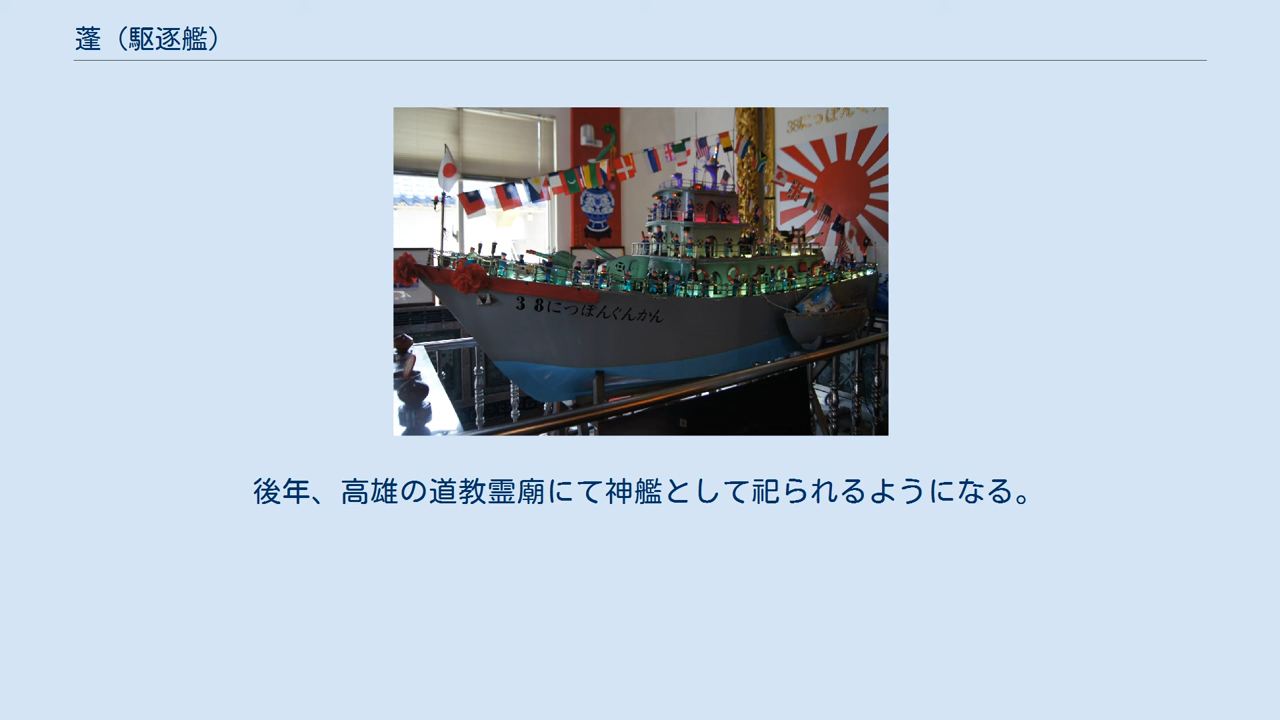 蓬（駆逐艦）
38にっぽんぐんかん
後年、高雄の道教霊廟にて神艦として祀られるようになる。